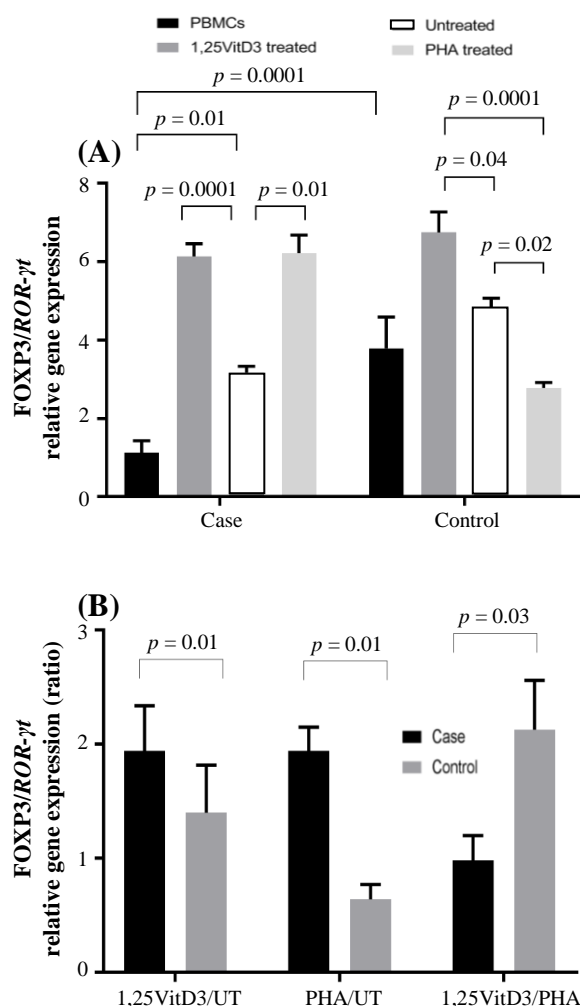 PBMCs
Untreated
1,25VitD3 treated
PHA treated
p = 0.0001
p = 0.01
p = 0.0001
(A)
p = 0.04
p = 0.0001
p = 0.01
p = 0.02
8
6
4
2
0
FOXP3/ROR-γt
relative gene expression
Case
Control
(B)
3
2
1
0
FOXP3/ROR-γt
relative gene expression (ratio)
p = 0.01
p = 0.01
p = 0.03
Case
Control
1,25VitD3/UT
PHA/UT
1,25VitD3/PHA